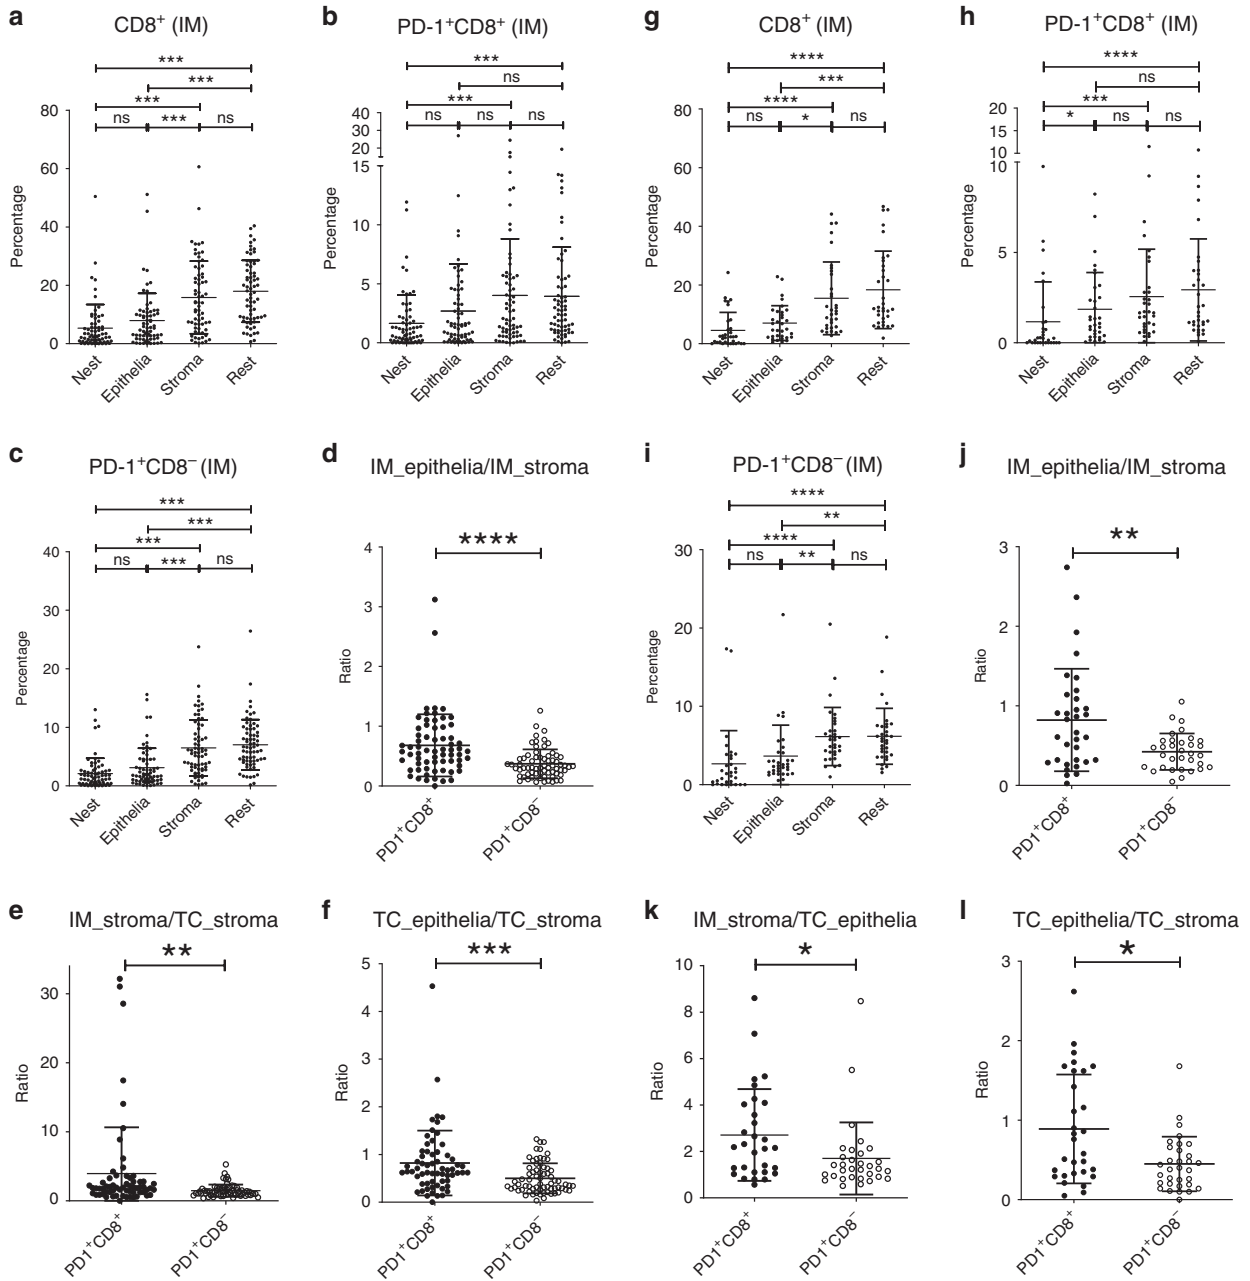 a
CD8⁺ (IM)
***
***
***
ns
***
ns
80
60
40
20
0
Percentage
Nest
Epithelia
Stroma
Rest
b
PD-1⁺CD8⁺ (IM)
***
ns
***
ns
ns
ns
40
30
20
15
10
5
0
Percentage
Nest
Epithelia
Stroma
Rest
g
CD8⁺ (IM)
****
***
****
ns
*
ns
80
60
40
20
0
Percentage
Nest
Epithelia
Stroma
Rest
h
PD-1⁺CD8⁺ (IM)
****
ns
***
*
ns
ns
20
15
10
10
5
0
Percentage
Nest
Epithelia
Stroma
Rest
c
PD-1⁺CD8⁻ (IM)
***
***
***
ns
***
ns
40
30
20
10
0
Percentage
Nest
Epithelia
Stroma
Rest
d
IM_epithelia/IM_stroma
****
4
3
2
1
0
Ratio
PD1⁺CD8⁺
PD1⁺CD8⁻
i
PD-1⁺CD8⁻ (IM)
****
**
****
ns
**
ns
30
20
10
0
Percentage
Nest
Epithelia
Stroma
Rest
j
IM_epithelia/IM_stroma
**
3
2
1
0
Ratio
PD1⁺CD8⁺
PD1⁺CD8⁻
e
IM_stroma/TC_stroma
**
30
20
10
0
Ratio
PD1⁺CD8⁺
PD1⁺CD8⁻
f
TC_epithelia/TC_stroma
***
5
4
3
2
1
0
Ratio
PD1⁺CD8⁺
PD1⁺CD8⁻
k
IM_stroma/TC_epithelia
*
10
8
6
4
2
0
Ratio
PD1⁺CD8⁺
PD1⁺CD8⁻
l
TC_epithelia/TC_stroma
*
3
2
1
0
Ratio
PD1⁺CD8⁺
PD1⁺CD8⁻